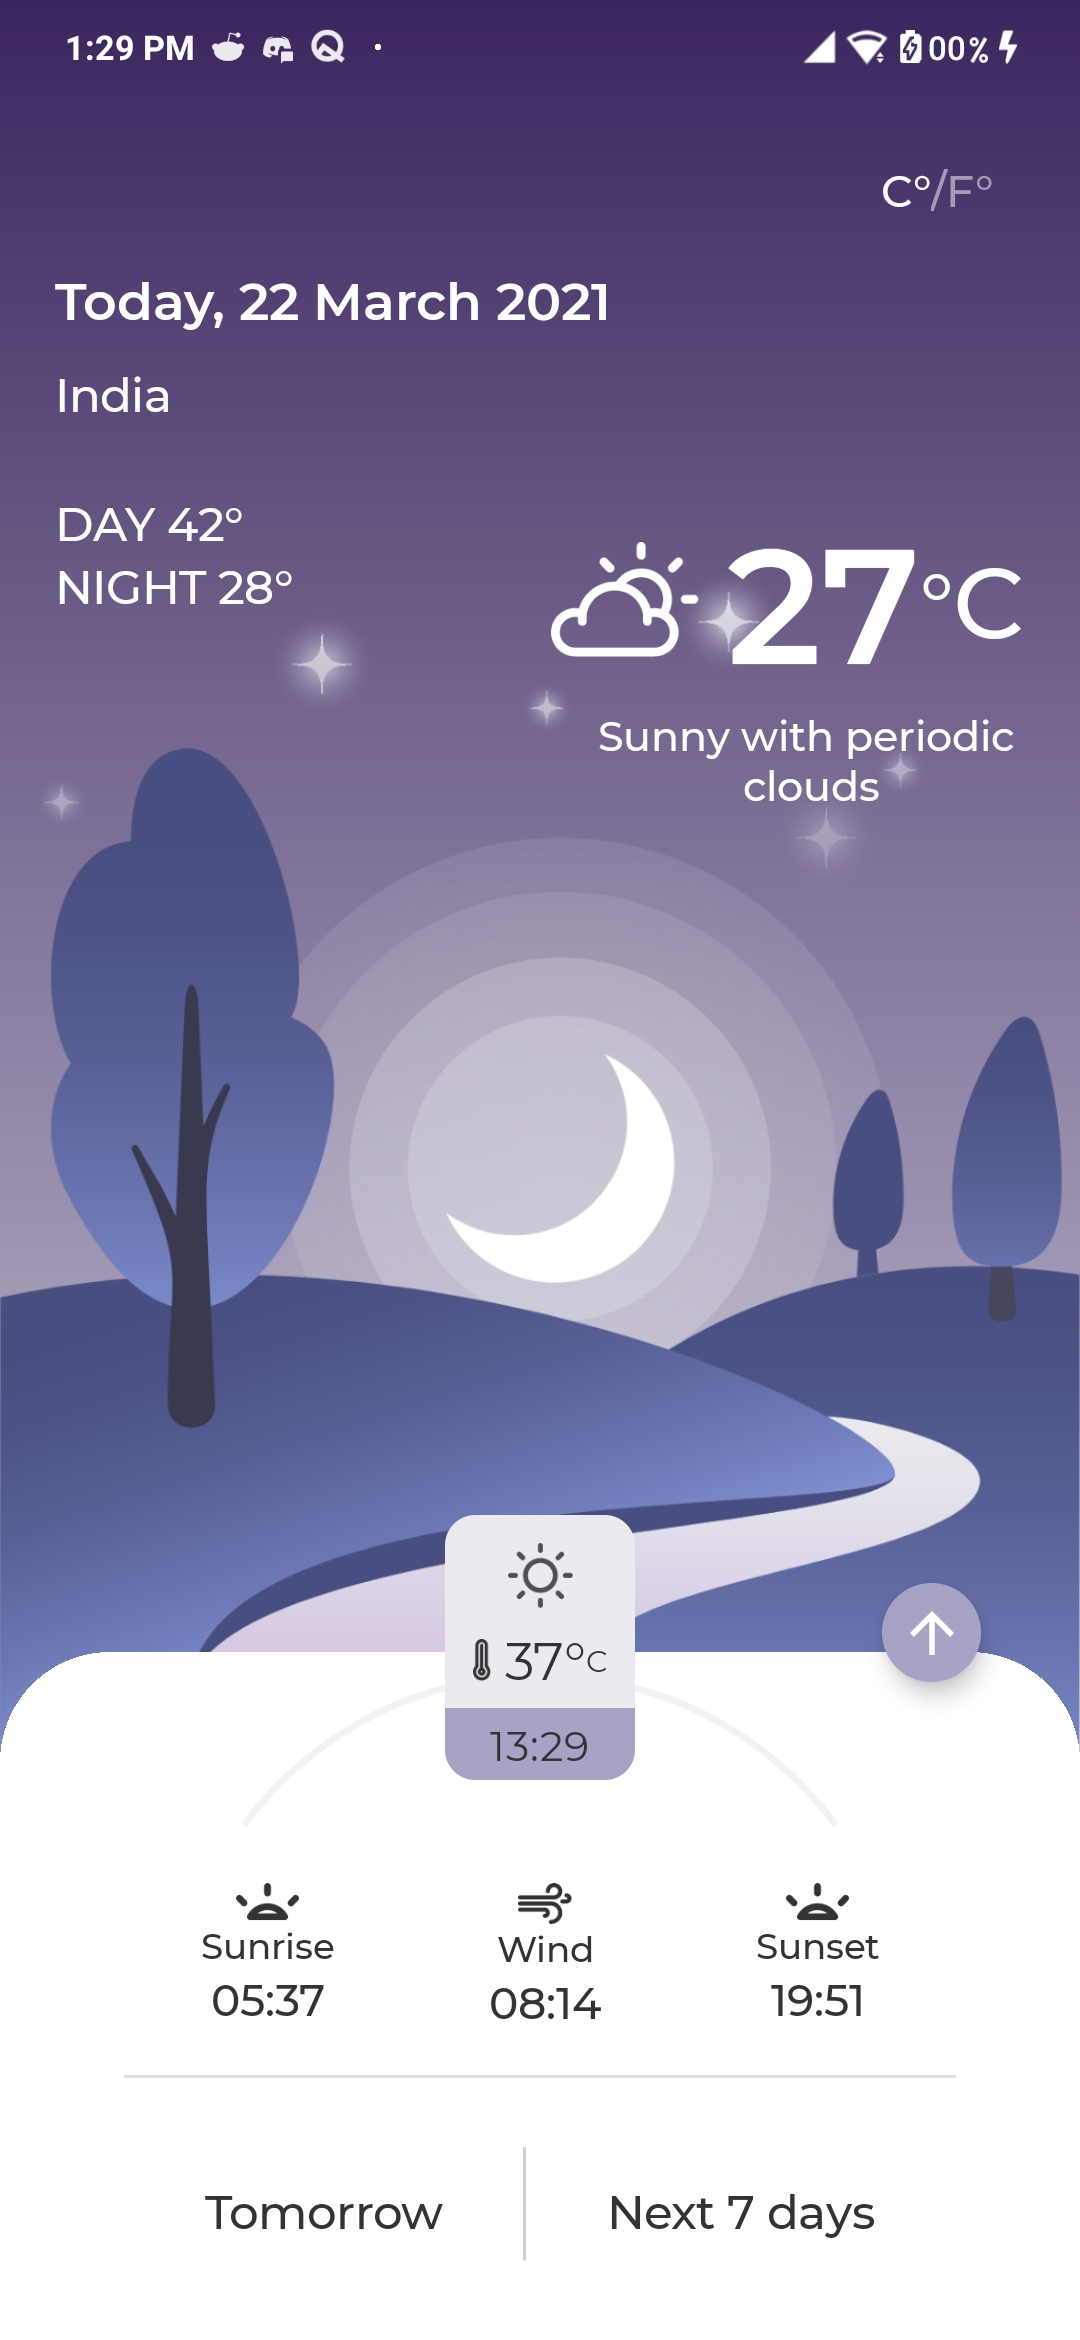 1:29 PM 00%
C°/F°
Today, 22 March 2021
India
DAY 42°
NIGHT 28°
27°C
Sunny with periodic
clouds
37°C
13:29
Sunrise
05:37
Wind
08:14
Sunset
19:51
Tomorrow
Next 7 days